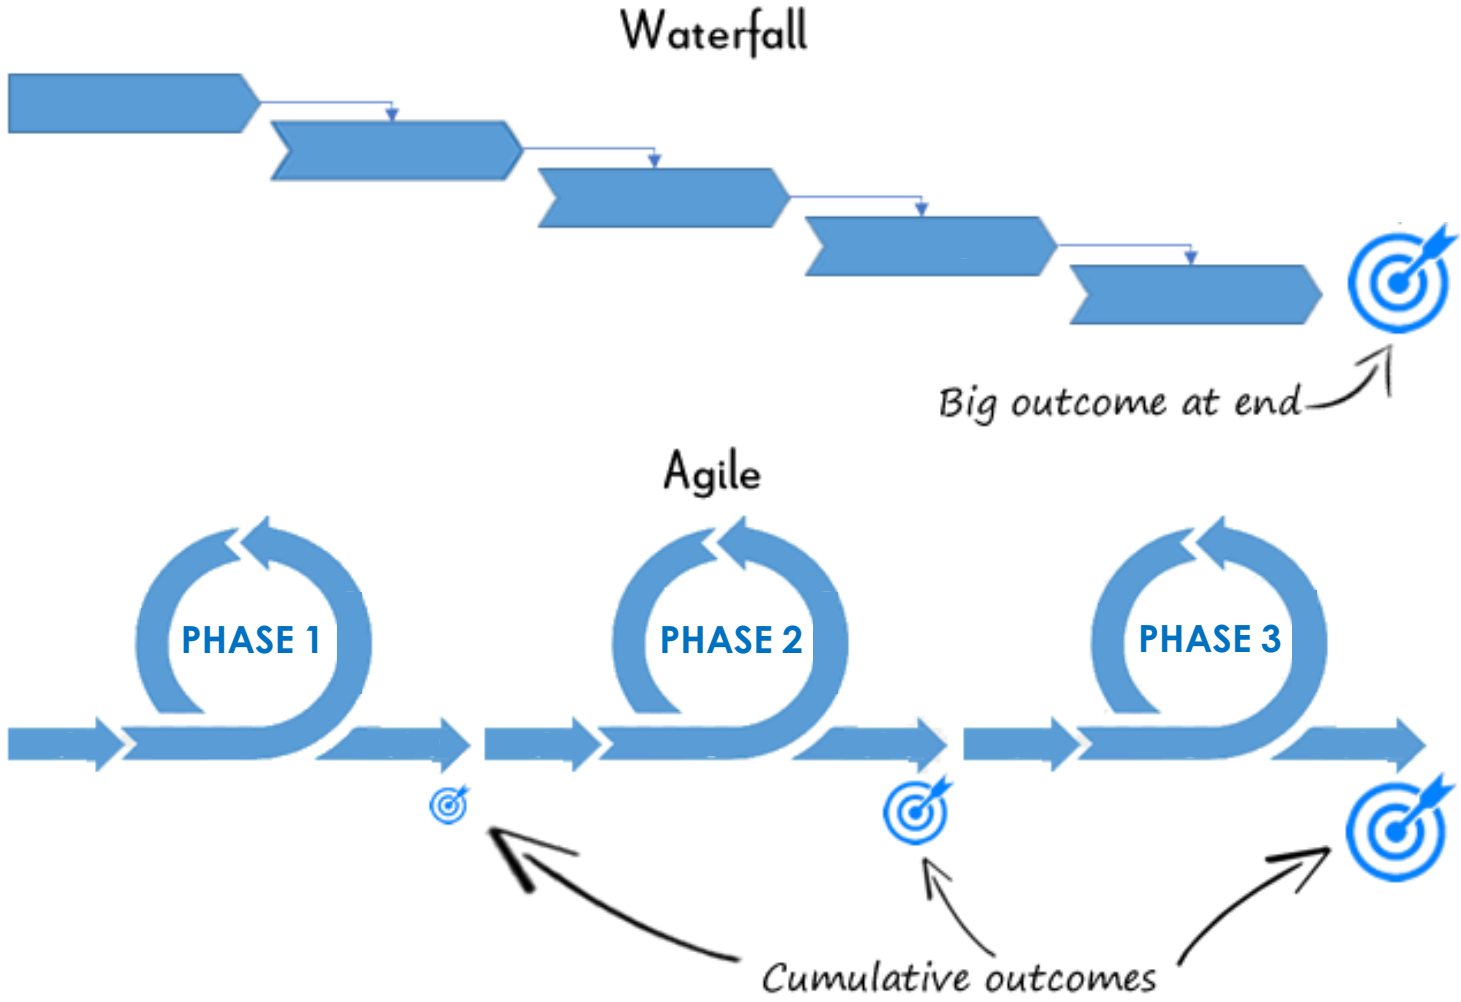 Waterfall
Big outcome at end
Agile
PHASE 1
PHASE 2
PHASE 3
Cumulative outcomes